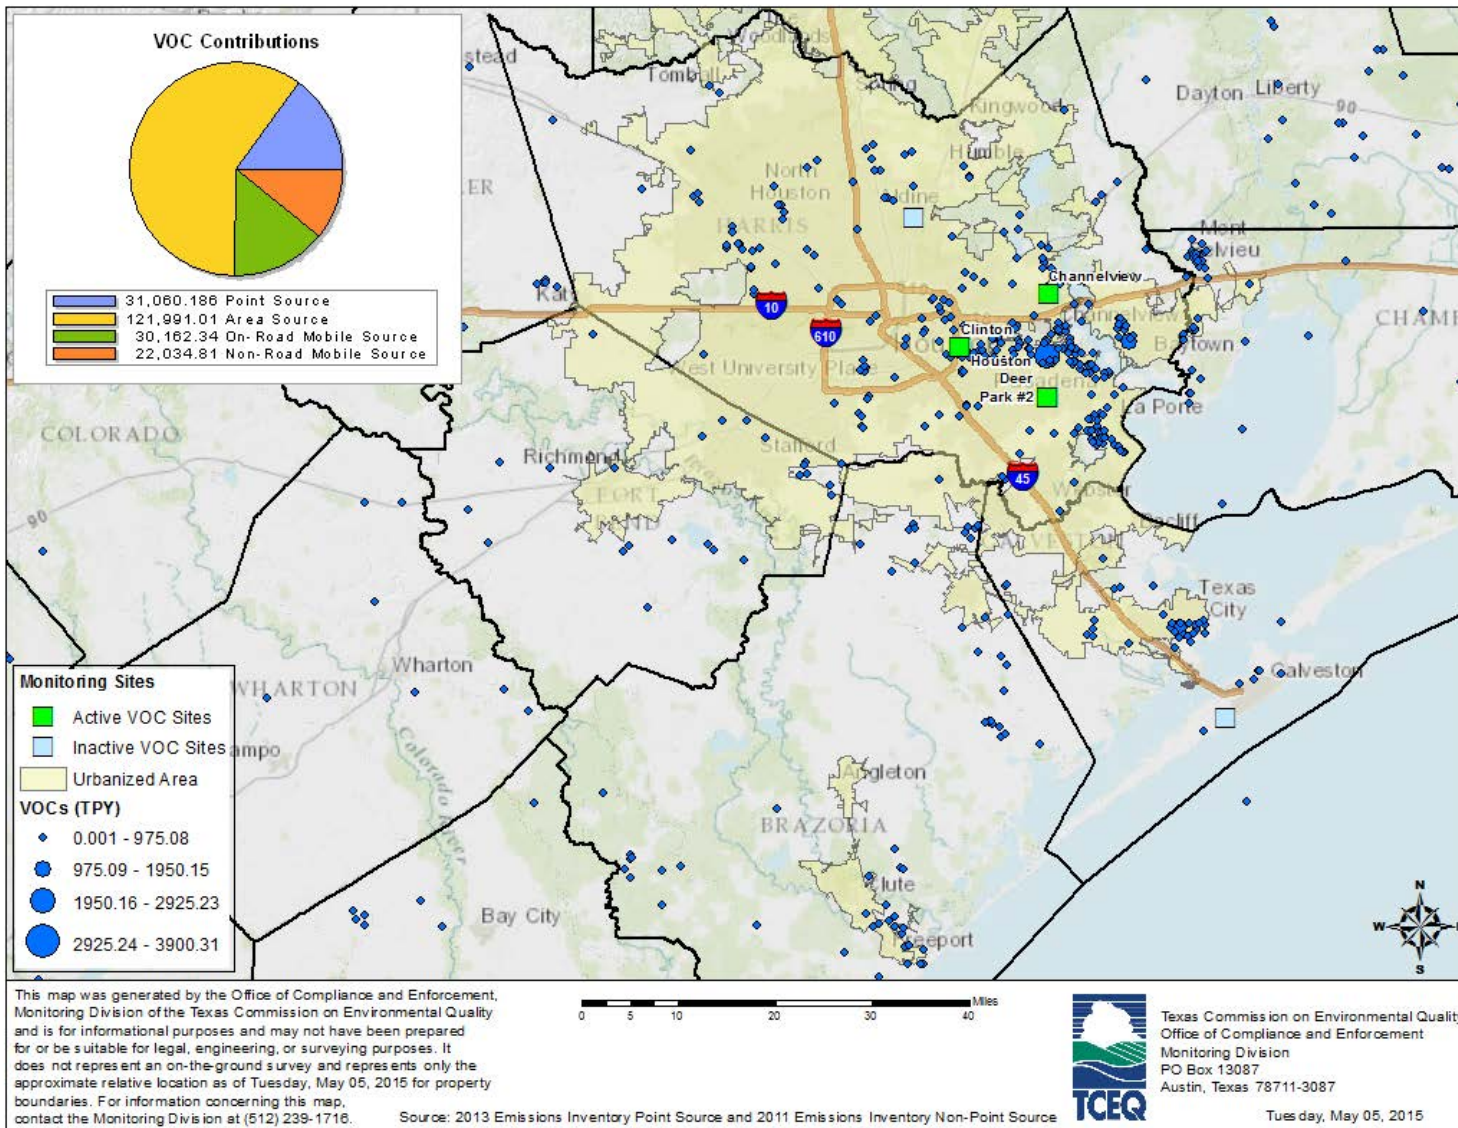 VOC Contributions
31,060.186 Point Source
121,991.01 Area Source
30,162.34 On-Road Mobile Source
22,034.81 Non-Road Mobile Source
Woodlands
Tomball
Spring
Kingwood
Dayton
Liberty
90
Humble
North
Houston
HARRIS
Mont
Channelview
10
610
Clinton
Channelview
Baytown
West University Place
Houston
Deer
Pasadena
Park #2
La Porte
COLORADO
Stafford
Richmond
45
Webster
FORT
BEND
90
Bacliff
GALVESTON
Texas
City
Wharton
Galveston
WHARTON
Colorado River
Angleton
BRAZORIA
Clute
Bay City
Freeport
Monitoring Sites
Active VOC Sites
Inactive VOC Sites
Urbanized Area
VOCs (TPY)
0.001 - 975.08
975.09 - 1950.15
1950.16 - 2925.23
2925.24 - 3900.31
N
W
S
This map was generated by the Office of Compliance and Enforcement,
Monitoring Division of the Texas Commission on Environmental Quality
and is for informational purposes and may not have been prepared
for or be suitable for legal, engineering, or surveying purposes. It
does not represent an on-the-ground survey and represents only the
approximate relative location as of Tuesday, May 05, 2015 for property
boundaries. For information concerning this map,
contact the Monitoring Division at (512) 239-1716.
Miles
0 5 10 20 30 40
Source: 2013 Emissions Inventory Point Source and 2011 Emissions Inventory Non-Point Source
TCEQ
Texas Commission on Environmental Quality
Office of Compliance and Enforcement
Monitoring Division
PO Box 13087
Austin, Texas 78711-3087
Tuesday, May 05, 2015